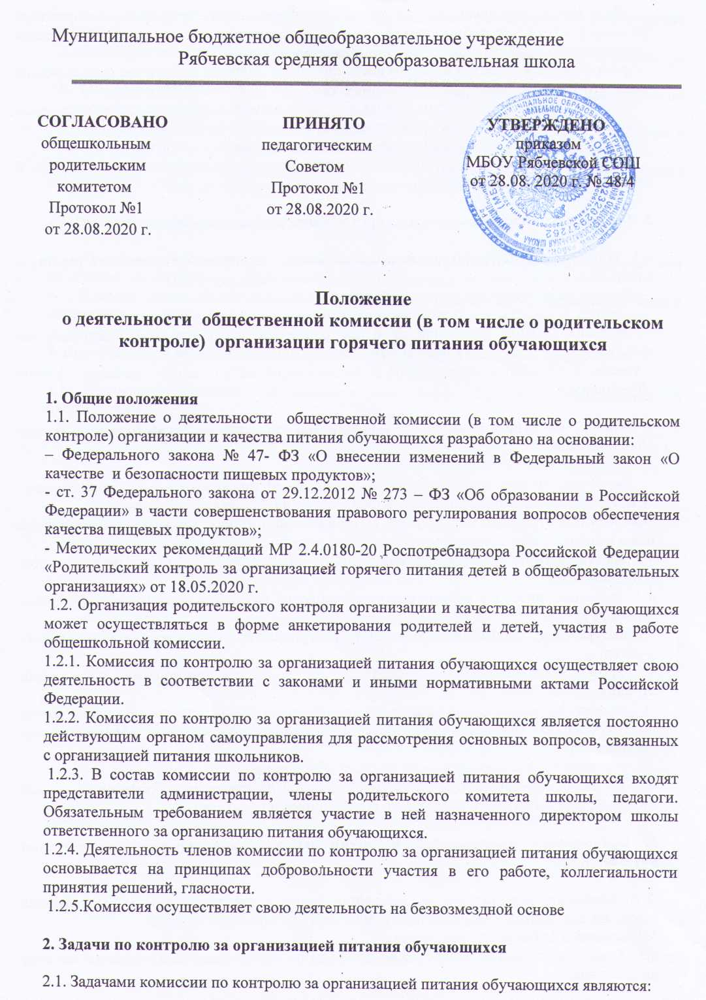 Муниципальное бюджетное общеобразовательное учреждение
Рябчевская средняя общеобразовательная школа
СОГЛАСОВАНО
общешкольным
родительским
комитетом
Протокол №1
от 28.08.2020 г.
ПРИНЯТО
педагогическим
Советом
Протокол №1
от 28.08.2020 г.
УТВЕРЖДЕНО
приказом
МБОУ Рябчевской СОШ
от 28.08. 2020 г. № 48/4
Положение
о деятельности общественной комиссии (в том числе о родительском
контроле) организации горячего питания обучающихся
1. Общие положения
1.1. Положение о деятельности общественной комиссии (в том числе о родительском
контроле) организации и качества питания обучающихся разработано на основании:
– Федерального закона № 47- ФЗ «О внесении изменений в Федеральный закон «О
качестве и безопасности пищевых продуктов»;
- ст. 37 Федерального закона от 29.12.2012 № 273 – ФЗ «Об образовании в Российской
Федерации» в части совершенствования правового регулирования вопросов обеспечения
качества пищевых продуктов»;
- Методических рекомендаций МР 2.4.0180-20 Роспотребнадзора Российской Федерации
«Родительский контроль за организацией горячего питания детей в общеобразовательных
организациях» от 18.05.2020 г.
1.2. Организация родительского контроля организации и качества питания обучающихся
может осуществляться в форме анкетирования родителей и детей, участия в работе
общешкольной комиссии.
1.2.1. Комиссия по контролю за организацией питания обучающихся осуществляет свою
деятельность в соответствии с законами и иными нормативными актами Российской
Федерации.
1.2.2. Комиссия по контролю за организацией питания обучающихся является постоянно
действующим органом самоуправления для рассмотрения основных вопросов, связанных
с организацией питания школьников.
1.2.3. В состав комиссии по контролю за организацией питания обучающихся входят
представители администрации, члены родительского комитета школы, педагоги.
Обязательным требованием является участие в ней назначенного директором школы
ответственного за организацию питания обучающихся.
1.2.4. Деятельность членов комиссии по контролю за организацией питания обучающихся
основывается на принципах добровольности участия в его работе, коллегиальности
принятия решений, гласности.
1.2.5.Комиссия осуществляет свою деятельность на безвозмездной основе
2. Задачи по контролю за организацией питания обучающихся
2.1. Задачами комиссии по контролю за организацией питания обучающихся являются: